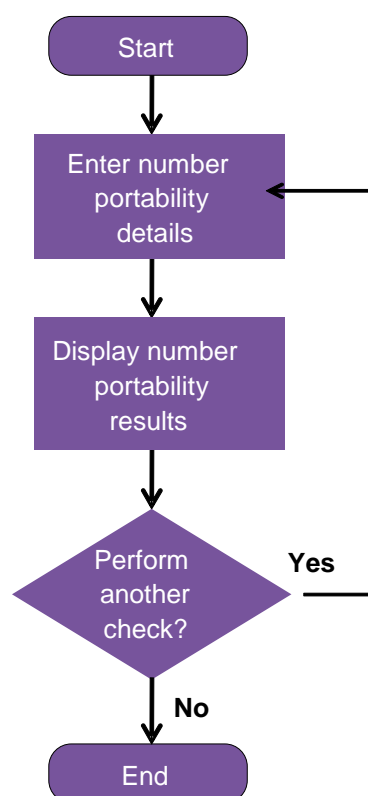 Start
Enter number
portability
details
Display number
portability
results
Perform
another
check?
Yes
No
End